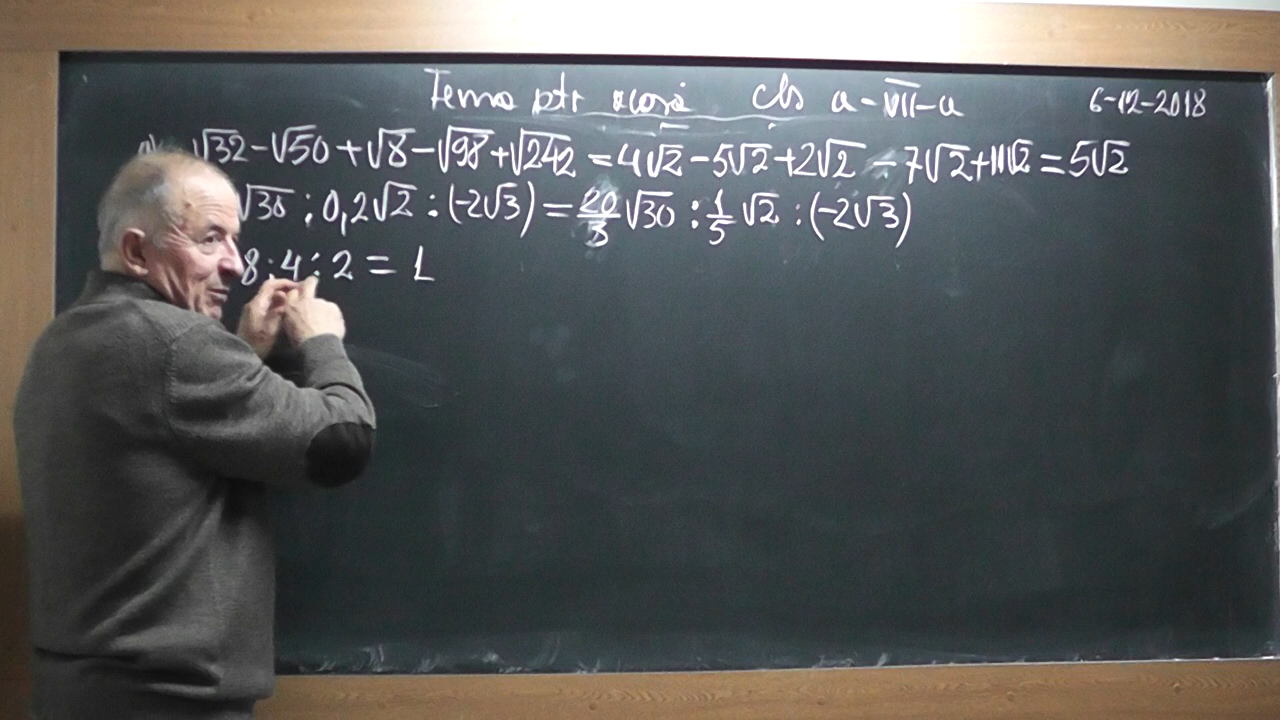 Tema ptr acasă cls a-VII-a 6-12-2018
√32-√50+√8-√98+√242=4√2-5√2+2√2-7√2+11√2=5√2
√30:0,2√2:(-2√3)=20/3√30:1/5√2:(-2√3)
8:4:2=1